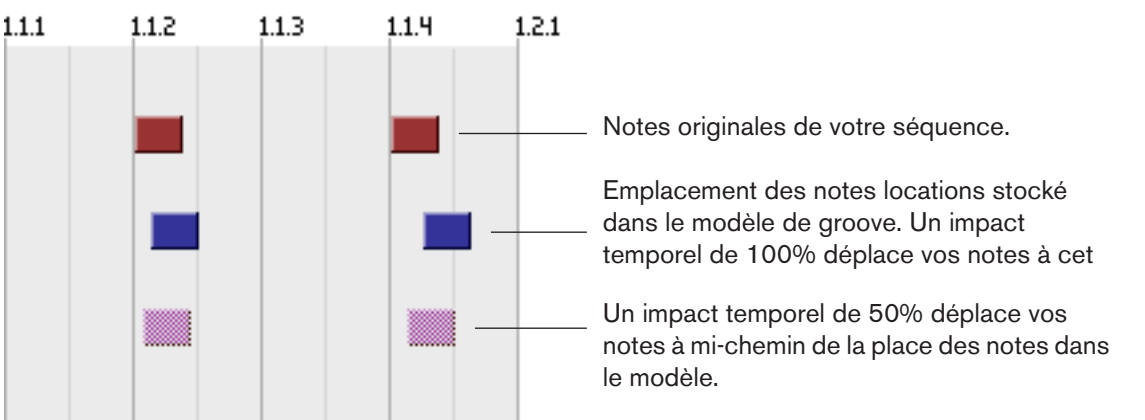 1.1.1 1.1.2 1.1.3 1.1.4 1.2.1
Notes originales de votre séquence.
Emplacement des notes locations stocké
dans le modèle de groove. Un impact
temporel de 100% déplace vos notes à cet
Un impact temporel de 50% déplace vos
notes à mi-chemin de la place des notes dans
le modèle.